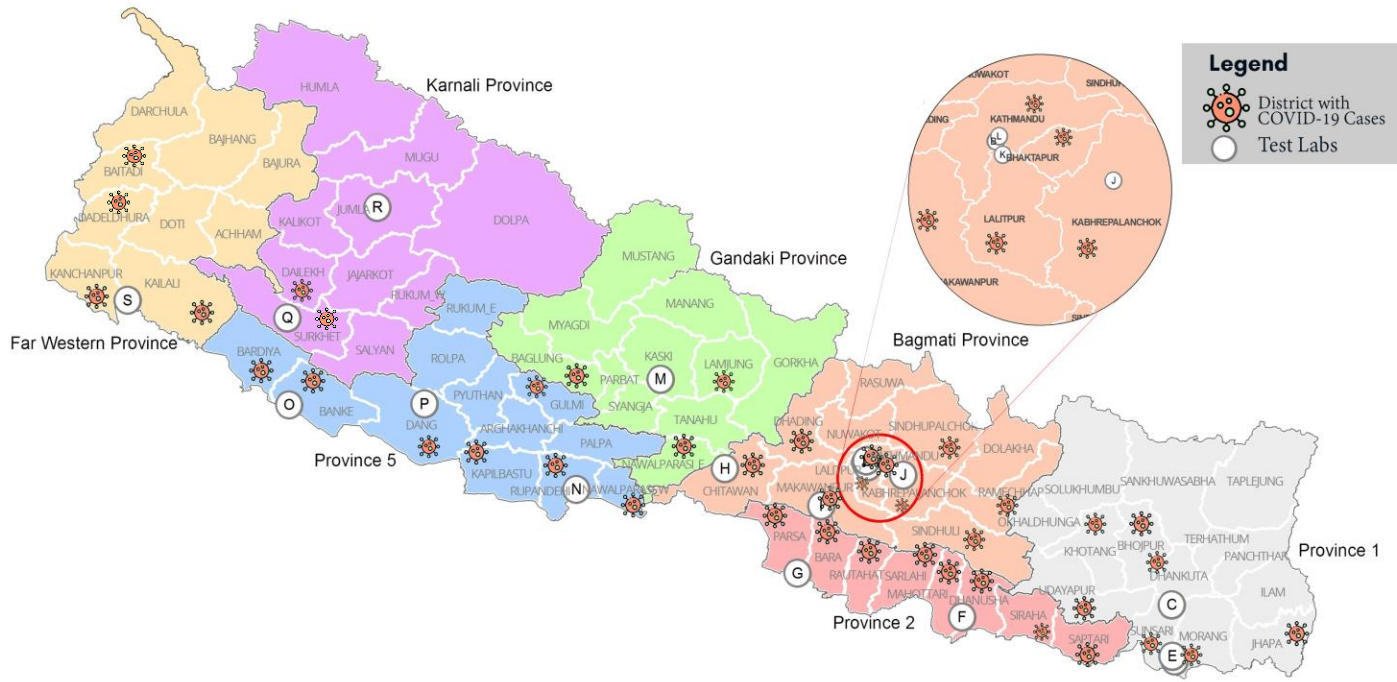 Legend
District with
COVID-19 Cases
Test Labs
Karnali Province
Gandaki Province
Bagmati Province
Far Western Province
Province 5
Province 2
Province 1
DARCHULA
BAJHANG
BAJURA
BAITADI
DADELDHURA
DOTI
ACHHAM
KANCHANPUR
KAILALI
S
HUMLA
MUGU
JUMLA
R
KALIKOT
DOLPA
DAILEKH
JAJARKOT
RUKUM_W
Q
SURKHET
SALYAN
RUKUM_E
BARDIYA
ROLPA
O
BANKE
P
PYUTHAN
DANG
GULMI
ARGHAKHANCHI
PALPA
KAPILBASTU
RUPANDEHI
N
MUSTANG
MANANG
MYAGDI
BAGLUNG
KASKI
LAMJUNG
GORKHA
PARBAT
M
SYANGJA
TANAHU
NAWALPARASI_E
RASUWA
DHADING
NUWAKOT
SINDHUPALCHOK
DOLAKHA
H
CHITAWAN
LALITPUR
MAKAWANPUR
J
KABHREPALANCHOK
RAMECHHAP
SINDHULI
PARSA
BARA
G
RAUTAHAT
SARLAHI
MAHOTTARI
DHANUSHA
F
SIRAHA
SAPTARI
SOLUKHUMBU
SANKHUWASABHA
TAPLEJUNG
OKHALDHUNGA
KHOTANG
BHOJPUR
TERHATHUM
PANCHTHAR
DHANKUTA
UDAYAPUR
C
ILAM
SUNSARI
MORANG
E
JHAPA
KATHMANDU
L
B
K
BHAKTAPUR
J
LALITPUR
KABHREPALANCHOK